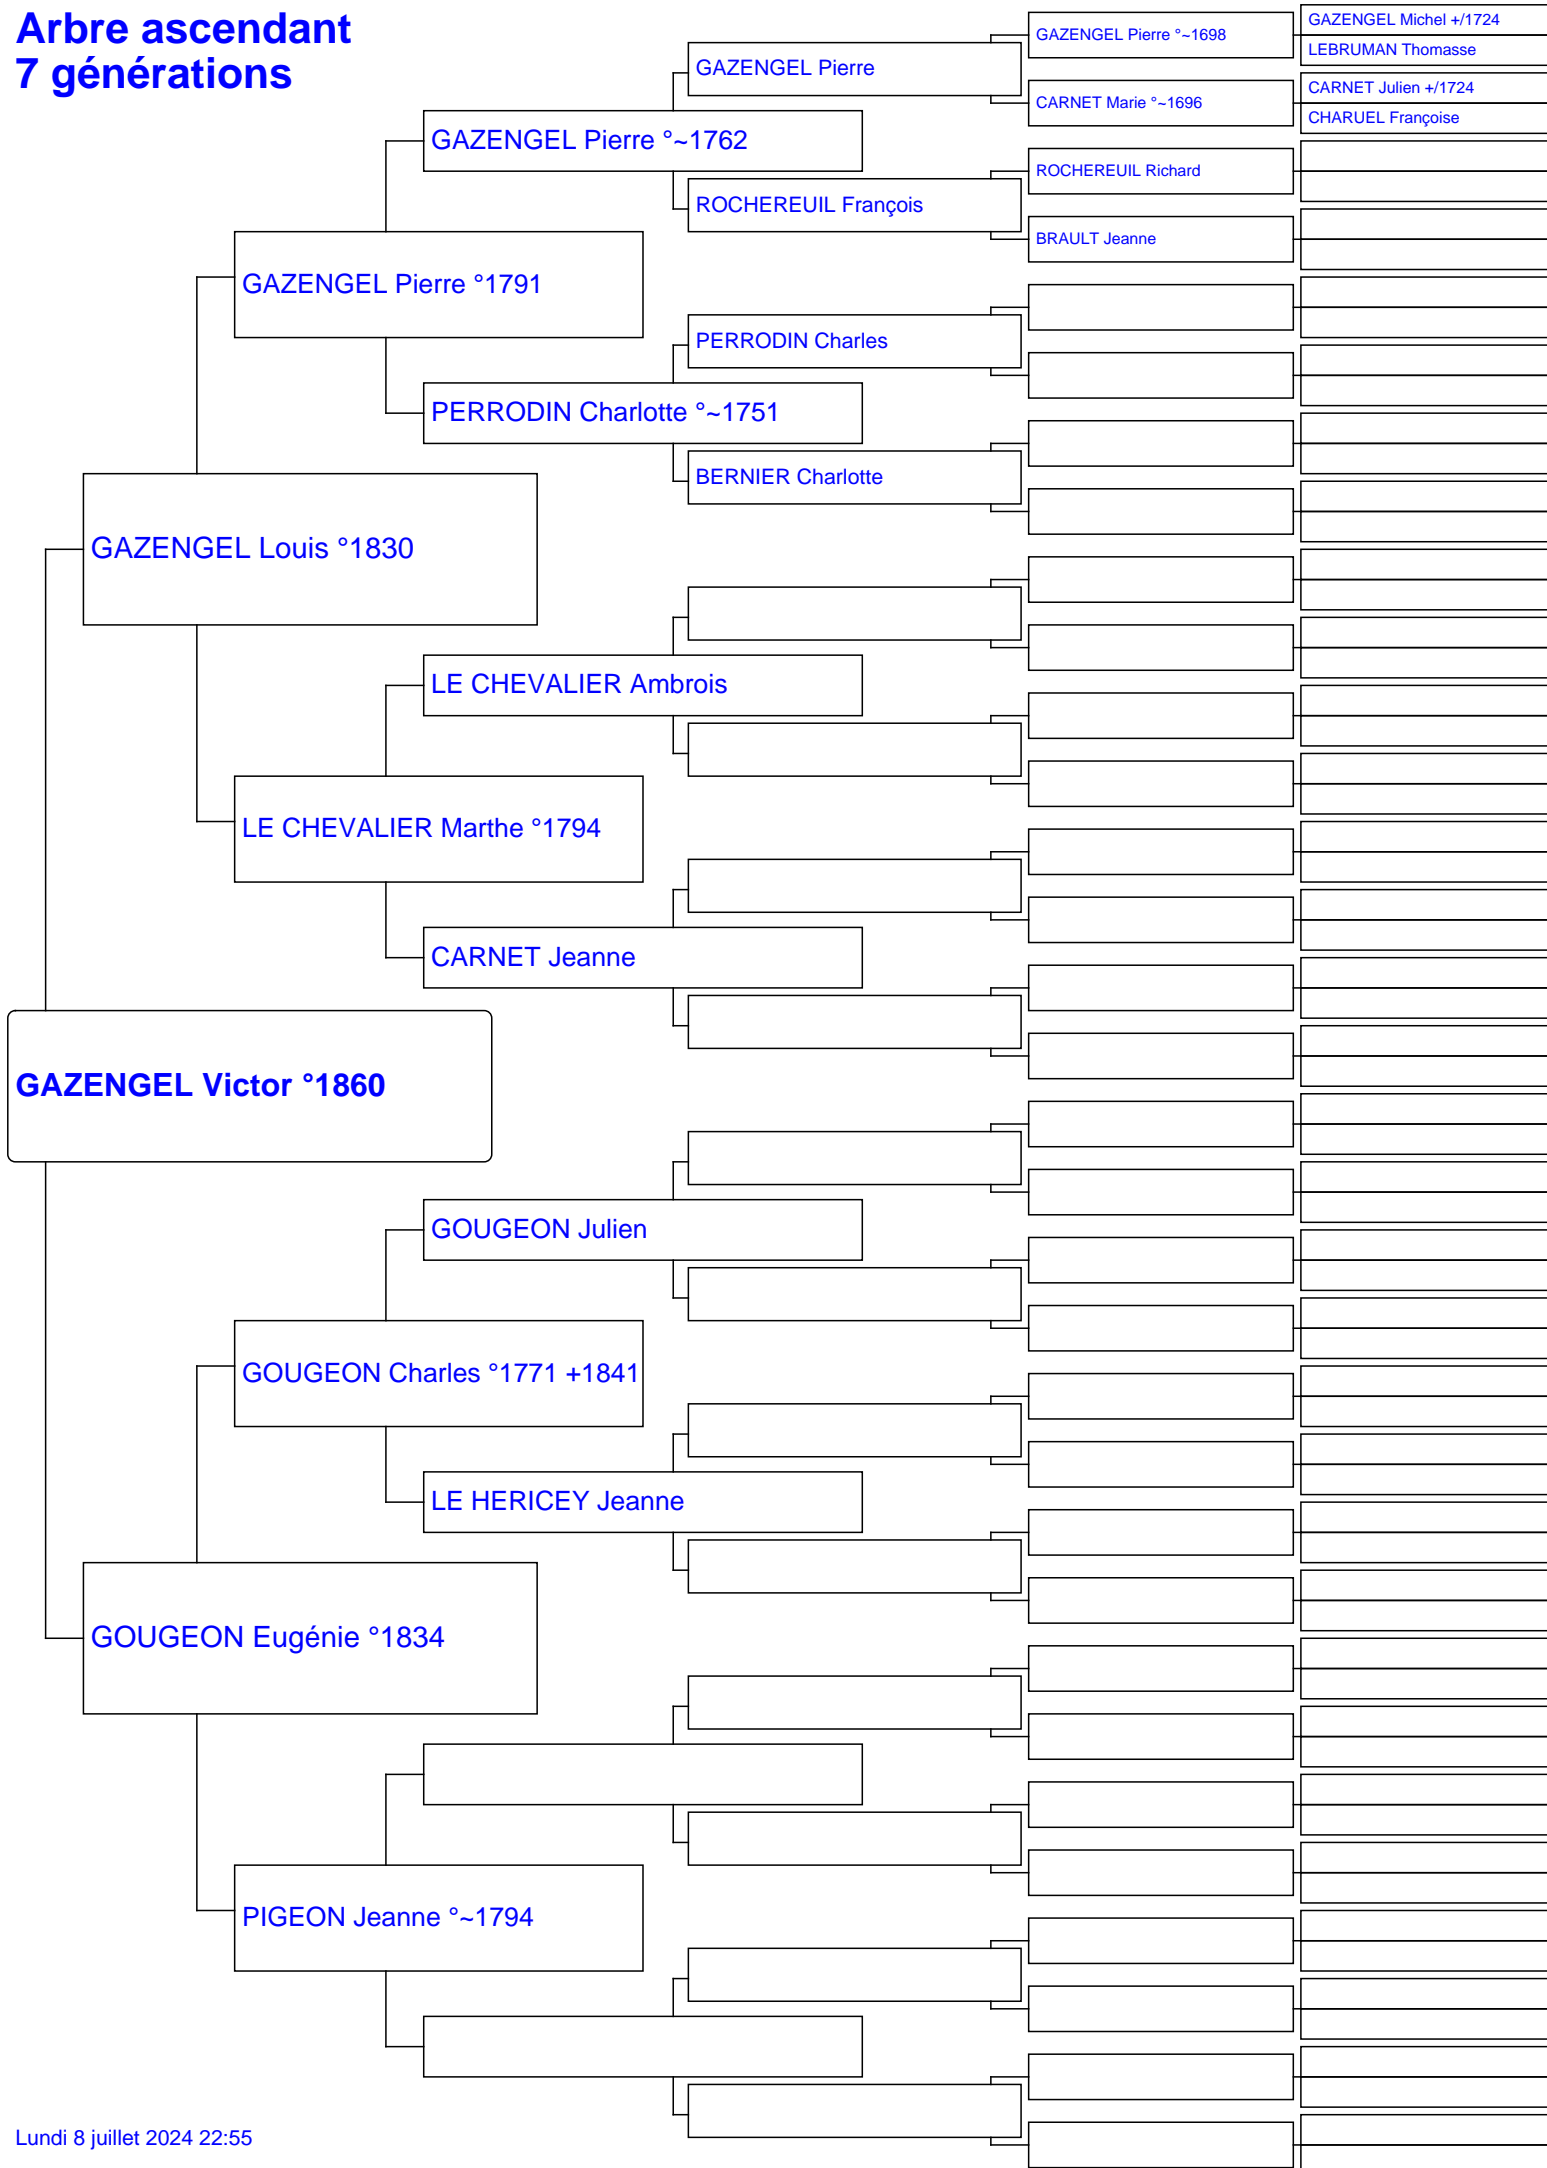 Arbre ascendant
7 générations
GAZENGEL Michel +/1724
GAZENGEL Pierre °~1698
LEBRUMAN Thomasse
GAZENGEL Pierre
CARNET Julien +/1724
CARNET Marie °~1696
CHARUEL Françoise
GAZENGEL Pierre °~1762
ROCHEREUIL Richard
ROCHEREUIL François
BRAULT Jeanne
GAZENGEL Pierre °1791
PERRODIN Charles
PERRODIN Charlotte °~1751
BERNIER Charlotte
GAZENGEL Louis °1830
LE CHEVALIER Ambrois
LE CHEVALIER Marthe °1794
CARNET Jeanne
GAZENGEL Victor °1860
GOUGEON Julien
GOUGEON Charles °1771 +1841
LE HERICEY Jeanne
GOUGEON Eugénie °1834
PIGEON Jeanne °~1794
Lundi 8 juillet 2024 22:55